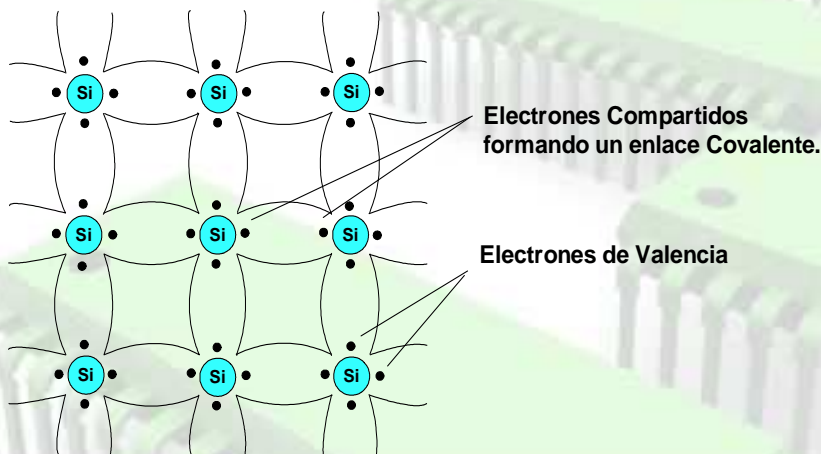 Si Si Si
Electrones Compartidos
formando un enlace Covalente.
Si Si Si
Electrones de Valencia
Si Si Si